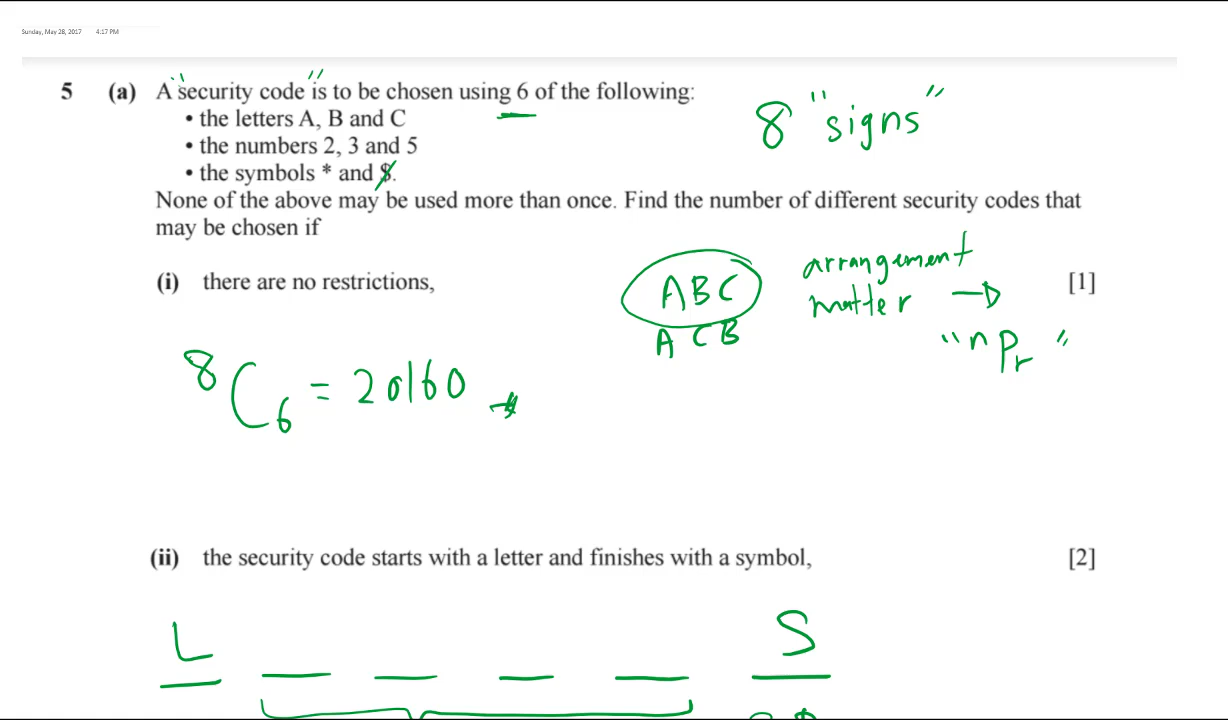 Sunday, May 28, 2017 4:17 PM
5 (a) A "security code" is to be chosen using 6 of the following:
8 "signs"
• the letters A, B and C
• the numbers 2, 3 and 5
• the symbols * and $.
None of the above may be used more than once. Find the number of different security codes that
may be chosen if
(i) there are no restrictions, [1]
ABC
ACB
arrangement
matter →
"nPr"
8C6 = 20160
(ii) the security code starts with a letter and finishes with a symbol, [2]
L S